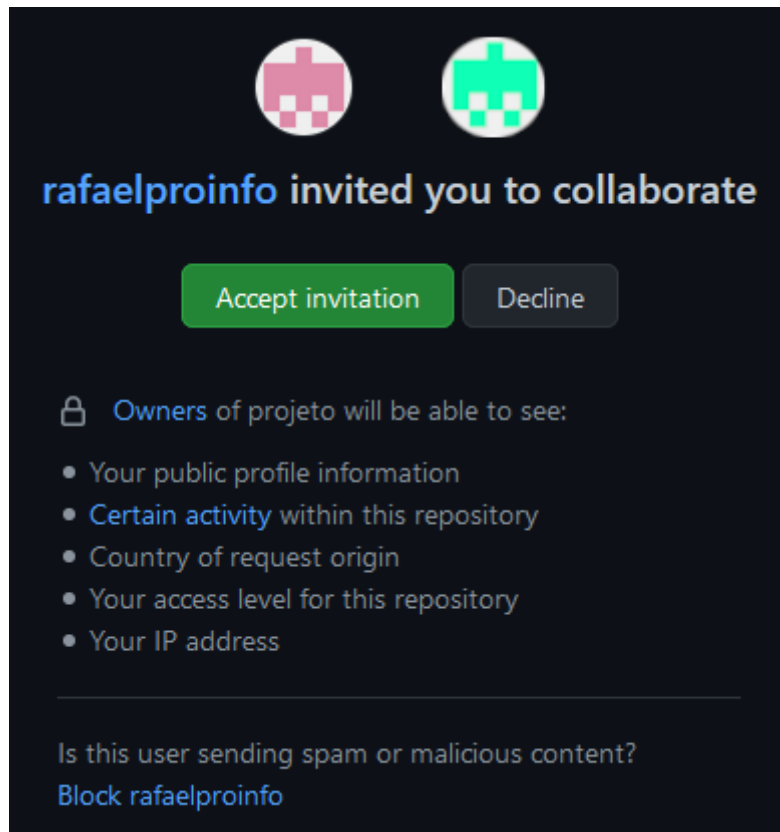 rafaelproinfo invited you to collaborate
Accept invitation Decline
Owners of projeto will be able to see:
• Your public profile information
• Certain activity within this repository
• Country of request origin
• Your access level for this repository
• Your IP address
Is this user sending spam or malicious content?
Block rafaelproinfo